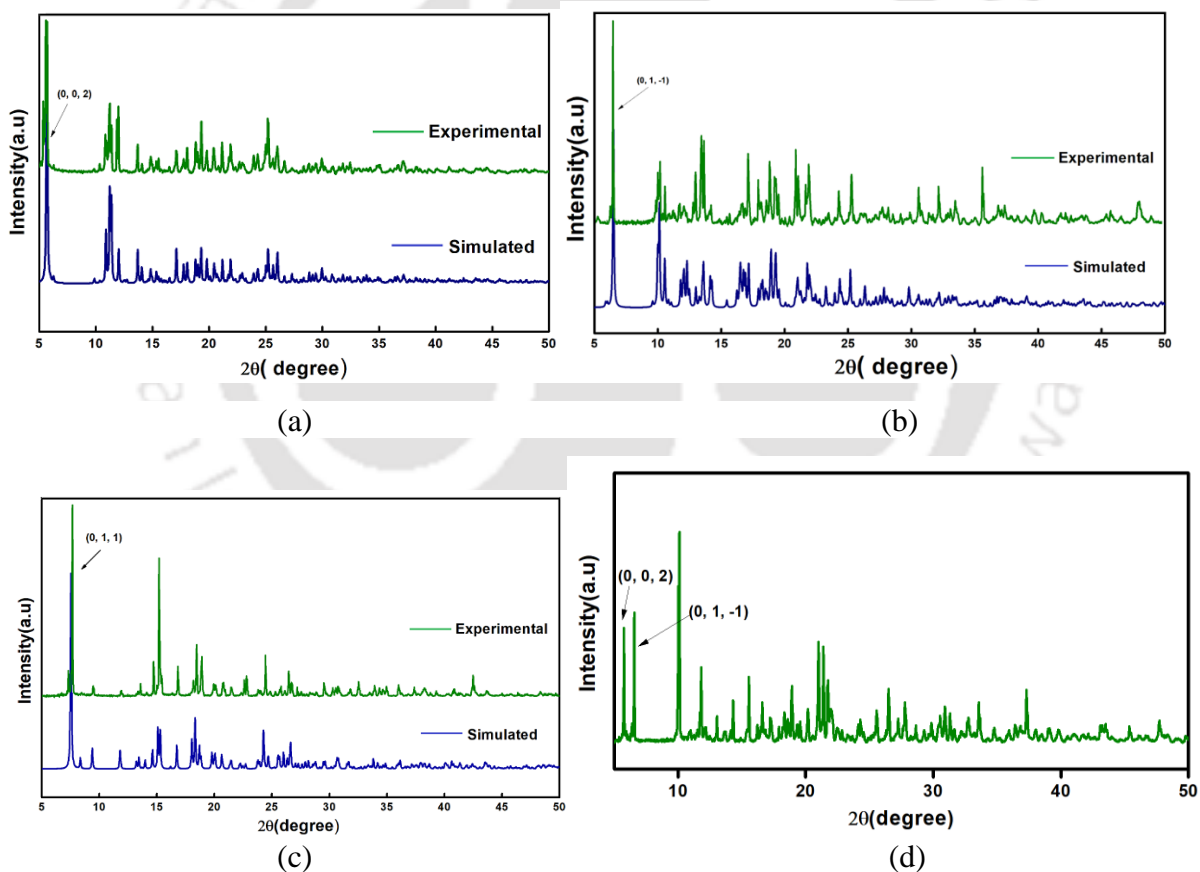 Intensity(a.u)
(0, 0, 2)
Experimental
Simulated
5 10 15 20 25 30 35 40 45 50
2θ( degree)
(a)
Intensity(a.u)
(0, 1, -1)
Experimental
Simulated
5 10 15 20 25 30 35 40 45 50
2θ( degree)
(b)
Intensity(a.u)
(0, 1, 1)
Experimental
Simulated
5 10 15 20 25 30 35 40 45 50
2θ(degree)
(c)
Intensity(a.u)
(0, 0, 2)
(0, 1, -1)
10 20 30 40 50
2θ(degree)
(d)